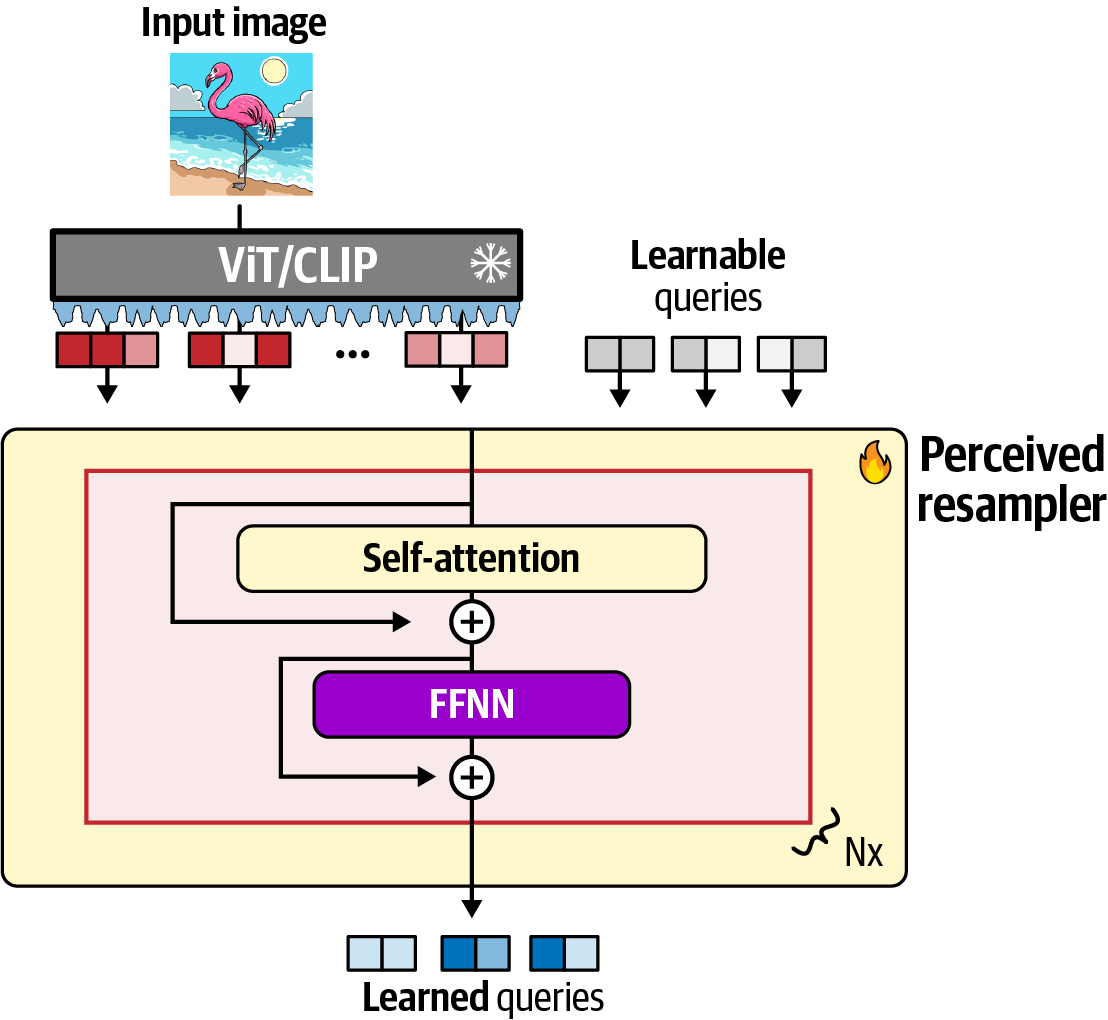 Input image
ViT/CLIP
Learnable
queries
Perceived
resampler
Self-attention
FFNN
Nx
Learned queries